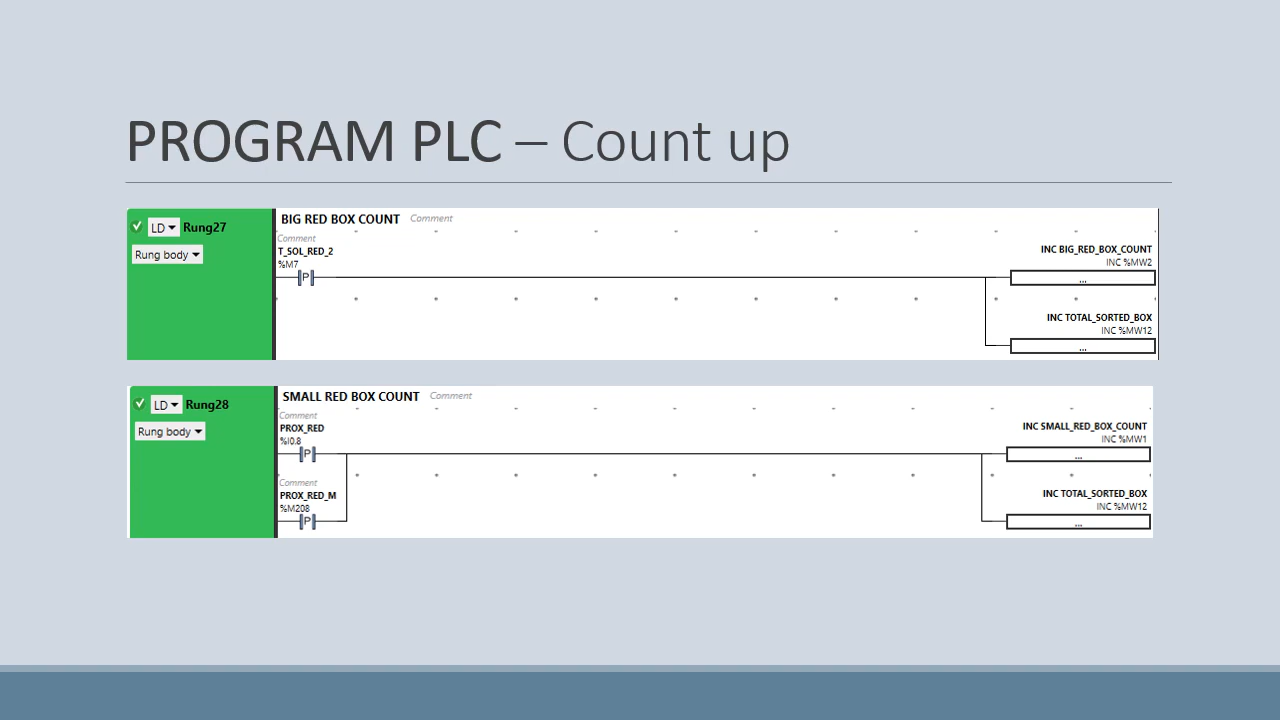 PROGRAM PLC – Count up
LD Rung27
Rung body
BIG RED BOX COUNT Comment
Comment
T_SOL_RED_2
%M7
P
INC BIG_RED_BOX_COUNT
INC %MW2
...
INC TOTAL_SORTED_BOX
INC %MW12
...
LD Rung28
Rung body
SMALL RED BOX COUNT Comment
Comment
PROX_RED
%I0.8
P
INC SMALL_RED_BOX_COUNT
INC %MW1
...
Comment
PROX_RED_M
%M208
P
INC TOTAL_SORTED_BOX
INC %MW12
...